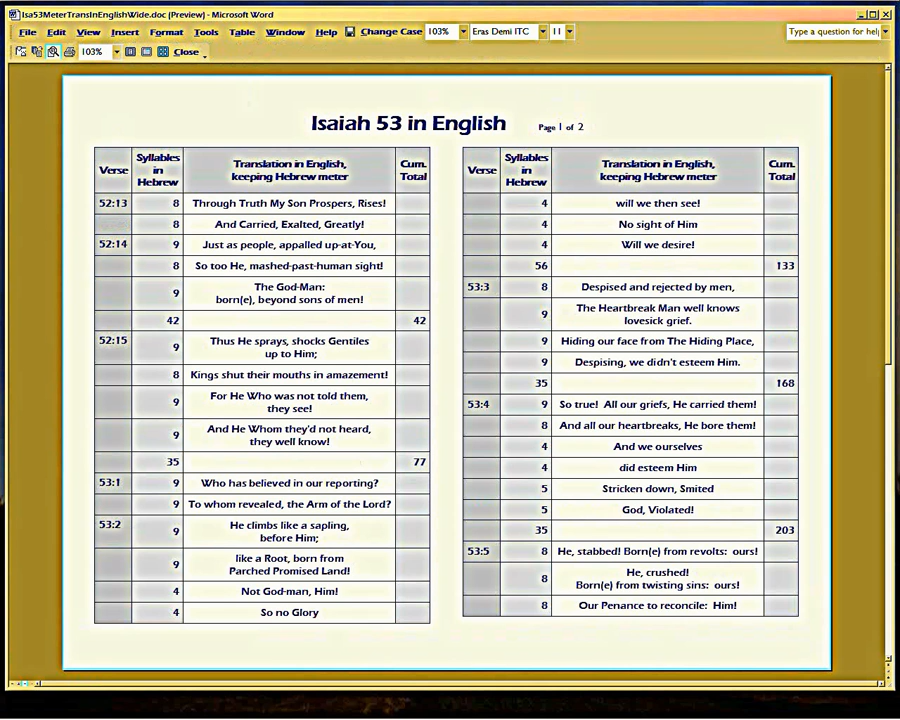 Isa53MeterTransInEnglishWide.doc (Preview) - Microsoft Word
File Edit View Insert Format Tools Table Window Help Change Case 103% Eras Demi ITC 11 Type a question for help
103% Close
Isaiah 53 in English Page 1 of 2
Verse Syllables in Hebrew Translation in English, keeping Hebrew meter Cum. Total
52:13 8 Through Truth My Son Prospers, Rises!
8 And Carried, Exalted, Greatly!
52:14 9 Just as people, appalled up-at-You,
8 So too He, mashed-past-human sight!
9 The God-Man:
born(e), beyond sons of men!
42 42
52:15 9 Thus He sprays, shocks Gentiles
up to Him;
8 Kings shut their mouths in amazement!
9 For He Who was not told them,
they see!
9 And He Whom they'd not heard,
they well know!
35 77
53:1 9 Who has believed in our reporting?
9 To whom revealed, the Arm of the Lord?
53:2 9 He climbs like a sapling,
before Him;
9 like a Root, born from
Parched Promised Land!
4 Not God-man, Him!
4 So no Glory
Verse Syllables in Hebrew Translation in English, keeping Hebrew meter Cum. Total
4 will we then see!
4 No sight of Him
4 Will we desire!
56 133
53:3 8 Despised and rejected by men,
9 The Heartbreak Man well knows
lovesick grief.
9 Hiding our face from The Hiding Place,
9 Despising, we didn't esteem Him.
35 168
53:4 9 So true! All our griefs, He carried them!
8 And all our heartbreaks, He bore them!
4 And we ourselves
4 did esteem Him
5 Stricken down, Smited
5 God, Violated!
35 203
53:5 8 He, stabbed! Born(e) from revolts: ours!
8 He, crushed!
Born(e) from twisting sins: ours!
8 Our Penance to reconcile: Him!